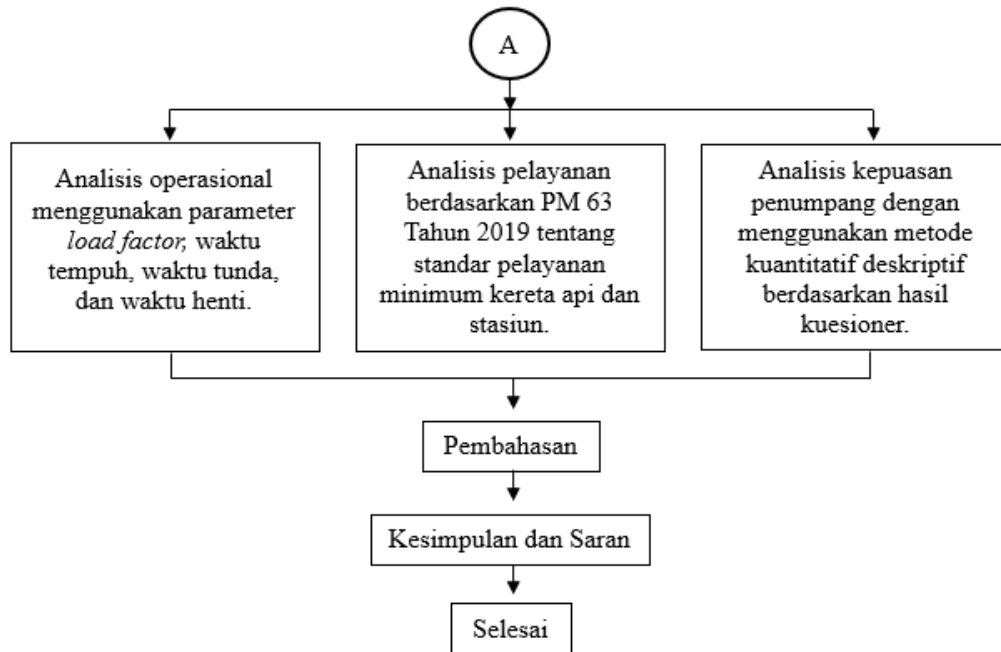 A
Analisis operasional
menggunakan parameter
load factor, waktu
tempuh, waktu tunda,
dan waktu henti.
Analisis pelayanan
berdasarkan PM 63
Tahun 2019 tentang
standar pelayanan
minimum kereta api dan
stasiun.
Analisis kepuasan
penumpang dengan
menggunakan metode
kuantitatif deskriptif
berdasarkan hasil
kuesioner.
Pembahasan
Kesimpulan dan Saran
Selesai